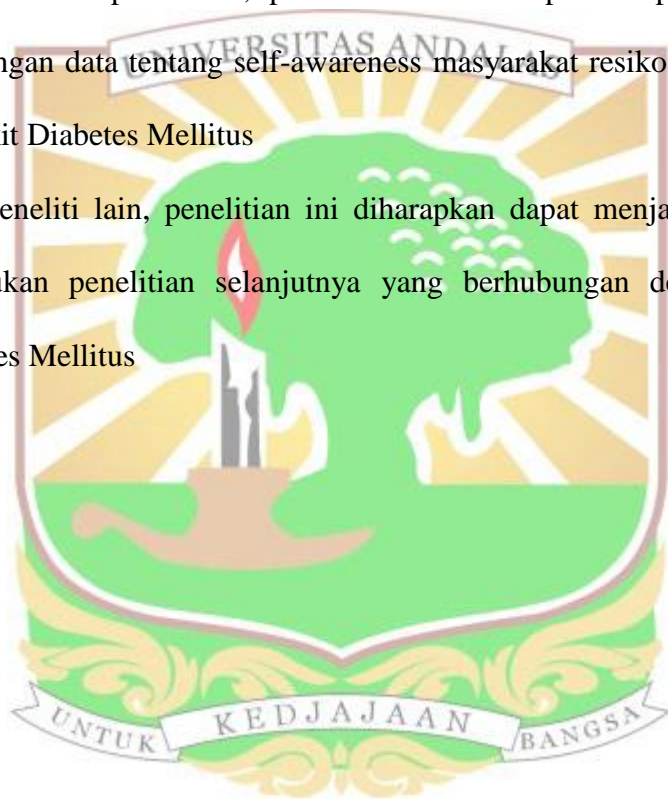 UNIVERSITAS ANDALAS
ngan data tentang self-awareness masyarakat resiko
it Diabetes Mellitus
eneliti lain, penelitian ini diharapkan dapat menja
ukan penelitian selanjutnya yang berhubungan de
es Mellitus
UNTUK KEDJAJAAN BANGSA